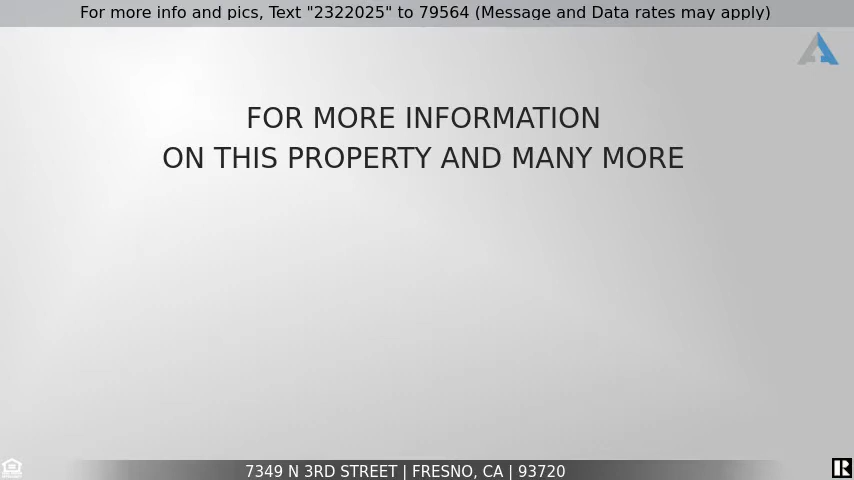 For more info and pics, Text "2322025" to 79564 (Message and Data rates may apply)
FOR MORE INFORMATION
ON THIS PROPERTY AND MANY MORE
7349 N 3RD STREET | FRESNO, CA | 93720